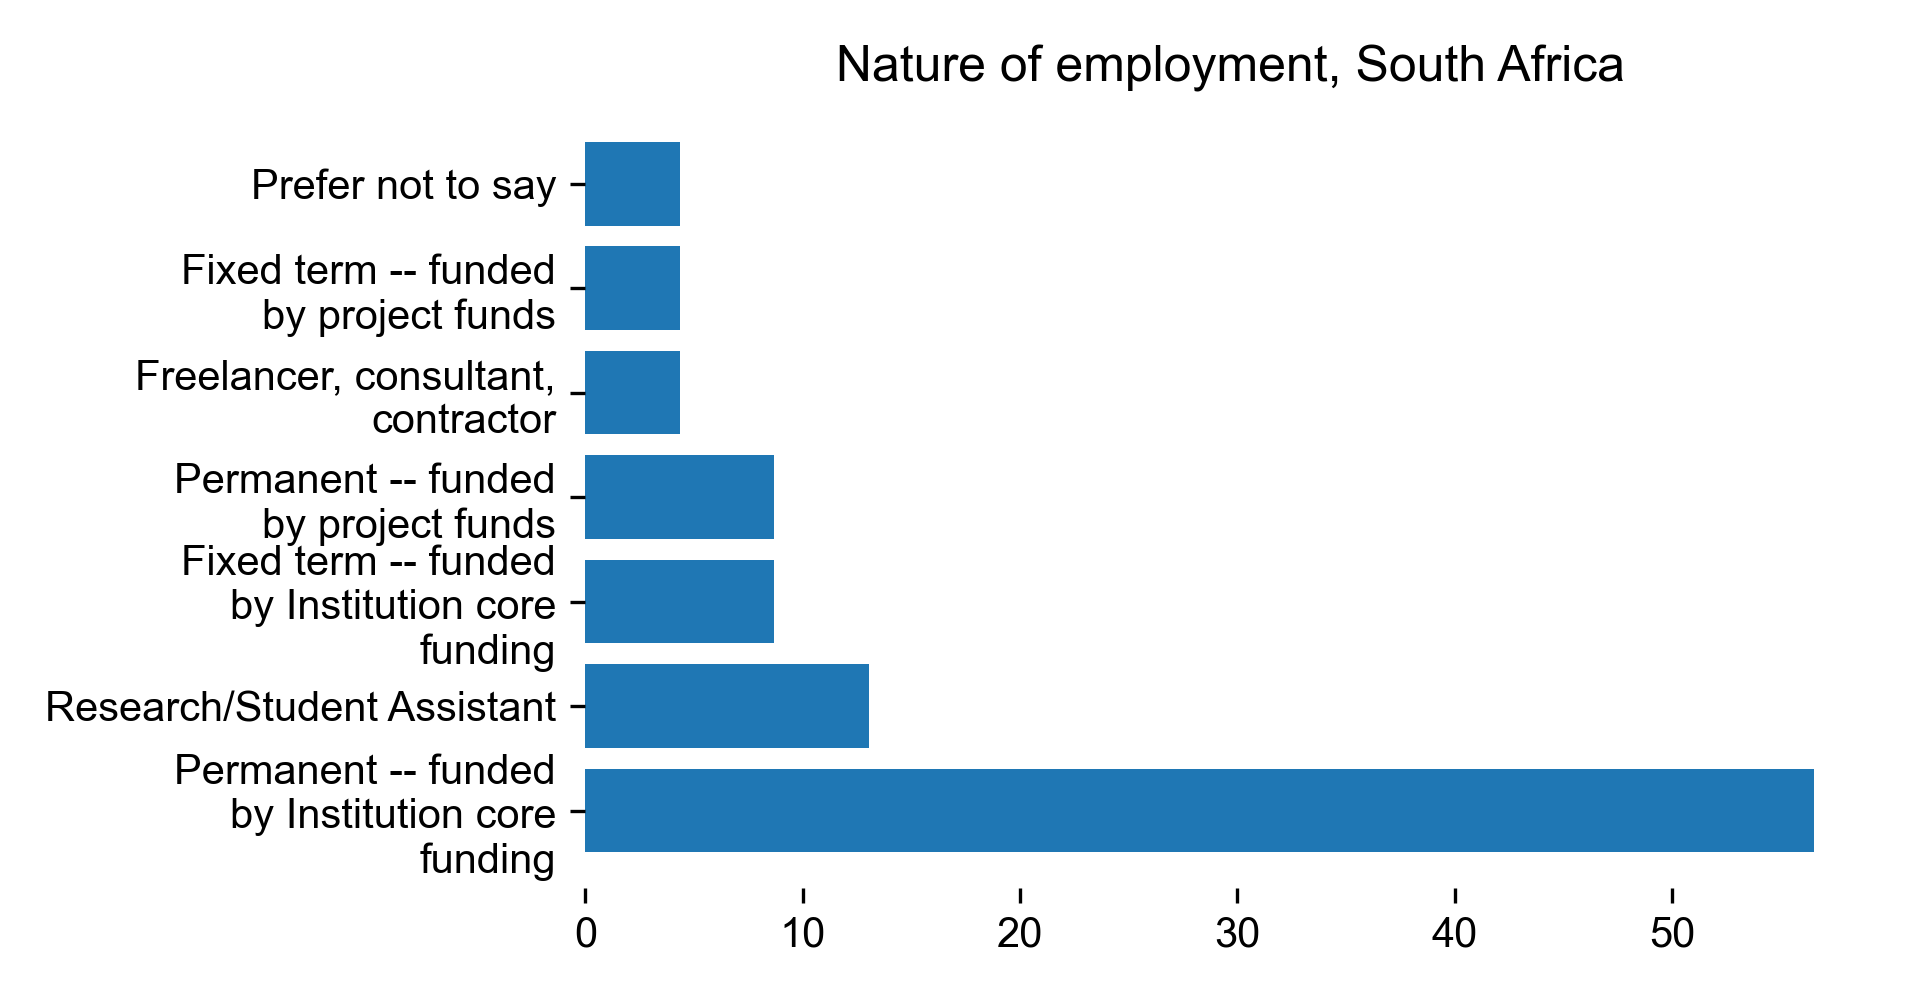 Nature of employment, South Africa
Prefer not to say
Fixed term -- funded
by project funds
Freelancer, consultant,
contractor
Permanent -- funded
by project funds
Fixed term -- funded
by Institution core
funding
Research/Student Assistant
Permanent -- funded
by Institution core
funding
0 10 20 30 40 50